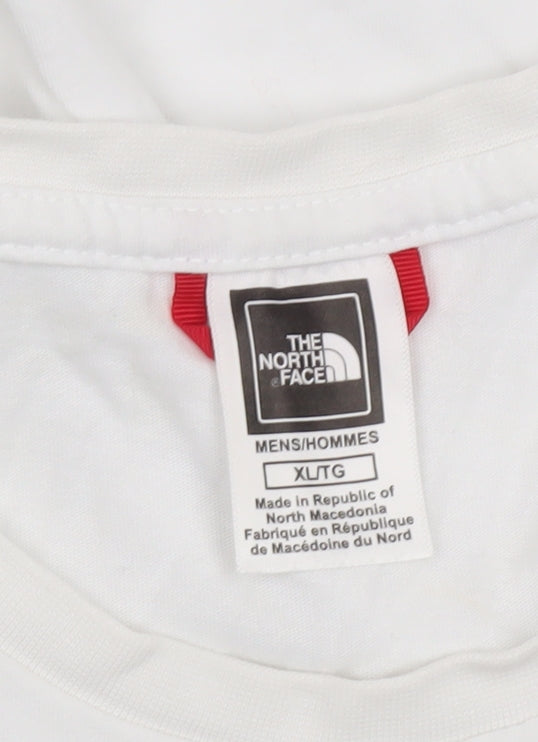 THE
NORTH
FACE
MENS/HOMMES
XL/TG
Made in Republic of
North Macedonia
Fabriqué en République
de Macédoine du Nord